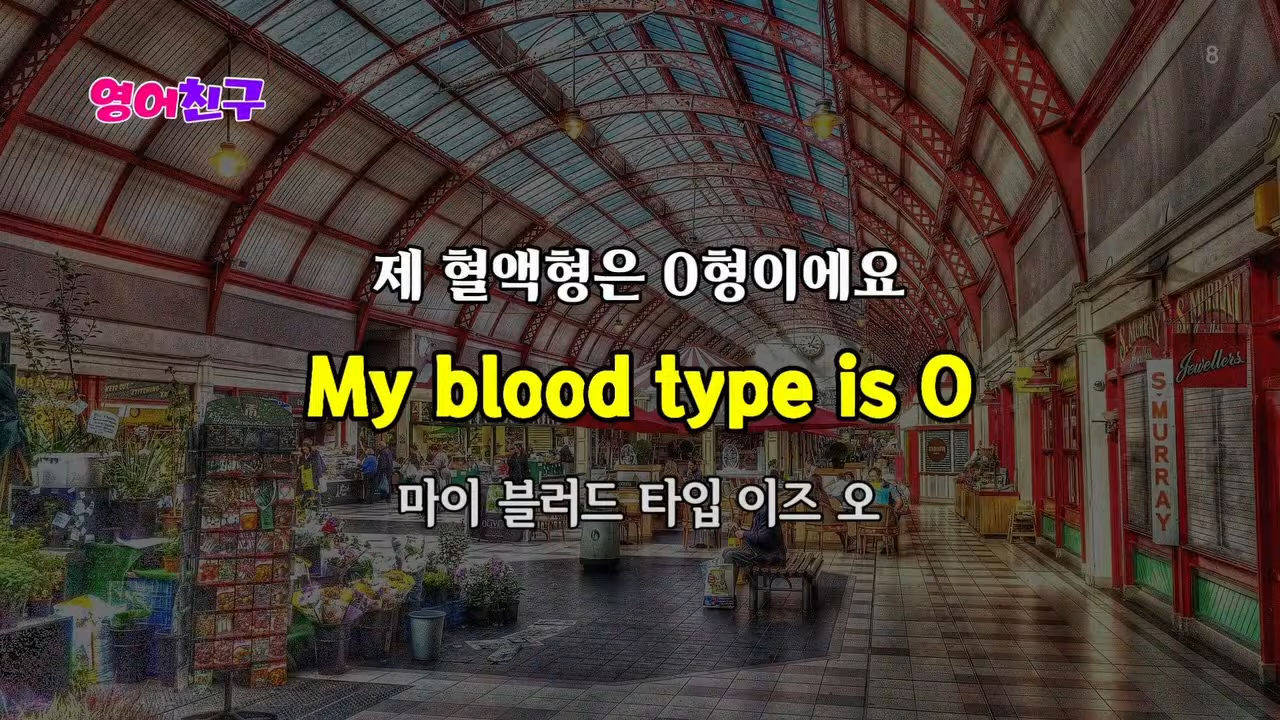 영어친구
8
제 혈액형은 O형이에요
My blood type is O
마이 블러드 타입 이즈 오
S. MURRAY
S. MURRAY
Jewellers
S.MURRAY